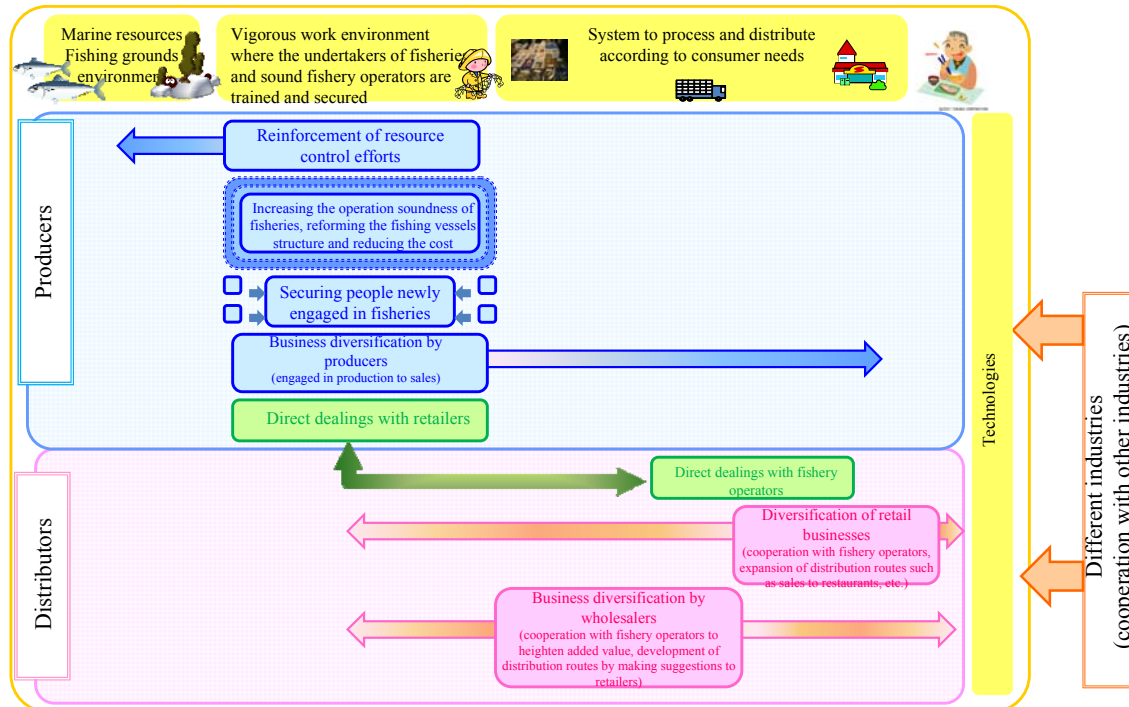 Marine resources
Fishing grounds
environment
Vigorous work environment
where the undertakers of fisheries
and sound fishery operators are
trained and secured
System to process and distribute
according to consumer needs
Producers
Reinforcement of resource
control efforts
Increasing the operation soundness of
fisheries, reforming the fishing vessels
structure and reducing the cost
Securing people newly
engaged in fisheries
Business diversification by
producers
(engaged in production to sales)
Direct dealings with retailers
Distributors
Direct dealings with fishery
operators
Diversification of retail
businesses
(cooperation with fishery operators,
expansion of distribution routes such
as sales to restaurants, etc.)
Business diversification by
wholesalers
(cooperation with fishery operators to
heighten added value, development of
distribution routes by making suggestions to
retailers)
Technologies
Different industries
(cooperation with other industries)